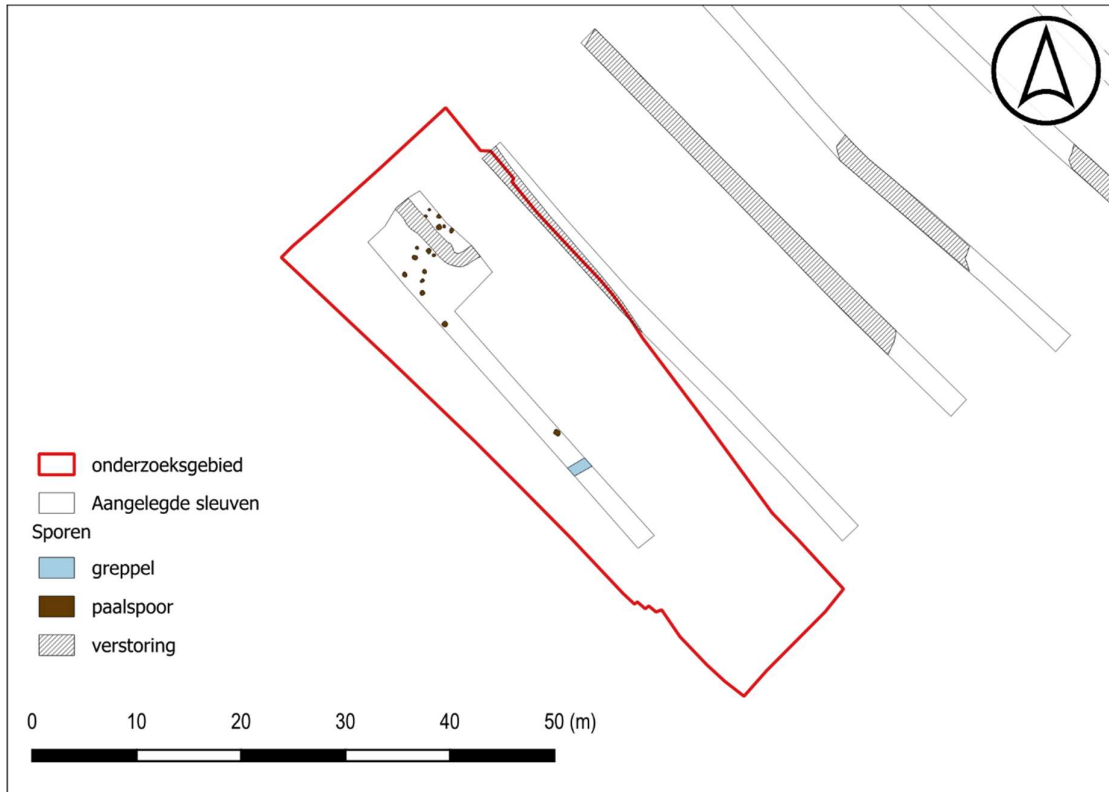 onderzoeksgebied
Aangelegde sleuven
Sporen
greppel
paalspoor
verstoring
0 10 20 30 40 50 (m)